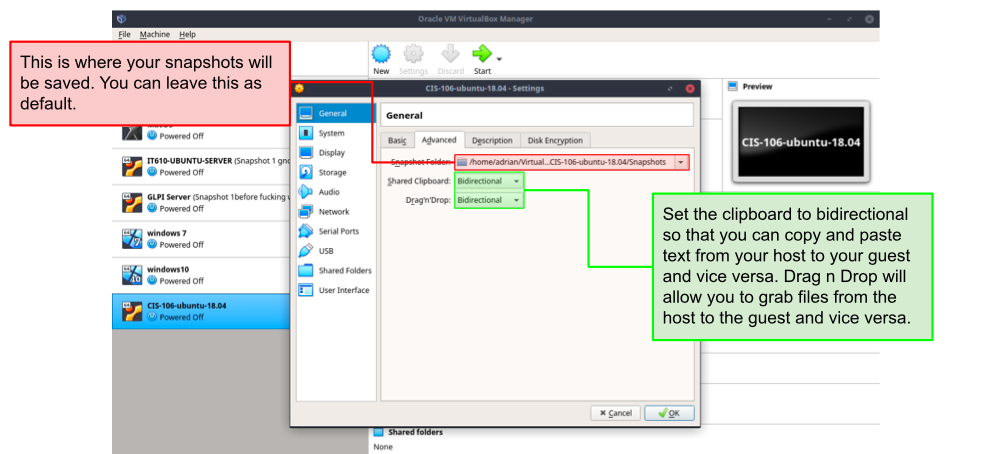 Oracle VM VirtualBox Manager
File Machine Help
This is where your snapshots will
be saved. You can leave this as
default.
New Settings Discard Start
Preview
CIS-106-ubuntu-18.04
CIS-106-ubuntu-18.04 - Settings
General
System
Display
Storage
Audio
Network
Serial Ports
USB
Shared Folders
User Interface
General
Basic Advanced Description Disk Encryption
Snapshot Folder: /home/adrian/Virtual...CIS-106-ubuntu-18.04/Snapshots
Shared Clipboard: Bidirectional
Drag'n'Drop: Bidirectional
Set the clipboard to bidirectional
so that you can copy and paste
text from your host to your guest
and vice versa. Drag n Drop will
allow you to grab files from the
host to the guest and vice versa.
Powered Off
IT610-UBUNTU-SERVER (Snapshot 1 gno
Powered Off
GLPI Server (Snapshot 1before fucking
Powered Off
windows 7
Powered Off
windows10
Powered Off
CIS-106-ubuntu-18.04
Powered Off
Cancel OK
Shared folders
None